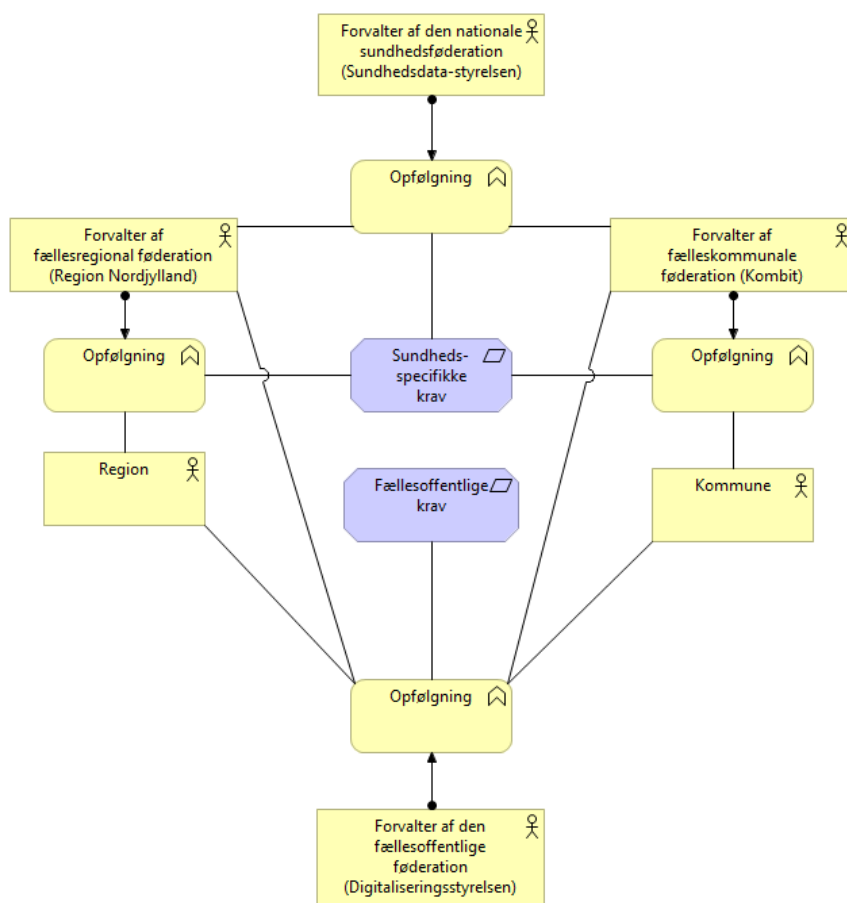 Forvalter af den nationale
sundhedsføderation
(Sundhedsdata-styrelsen)
Opfølgning
Forvalter af
fællesregional føderation
(Region Nordjylland)
Forvalter af
fælleskommunale
føderation (Kombit)
Opfølgning
Sundheds-
specifikke
krav
Opfølgning
Region
Fællesoffentlige
krav
Kommune
Opfølgning
Forvalter af den
fællesoffentlige
føderation
(Digitaliseringsstyrelsen)